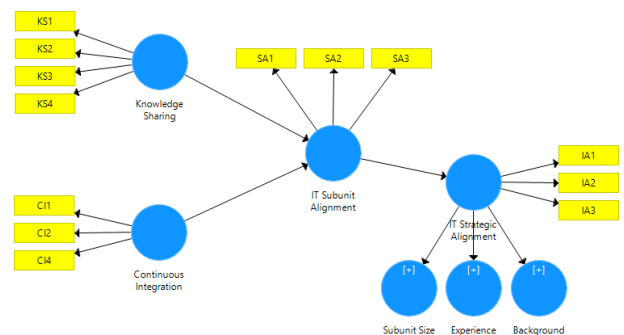 KS1
KS2
KS3
KS4
Knowledge
Sharing
SA1
SA2
SA3
IT Subunit
Alignment
CI1
CI2
CI4
Continuous
Integration
IA1
IA2
IA3
IT Strategic
Alignment
[+]
[+]
[+]
Subunit Size
Experience
Background